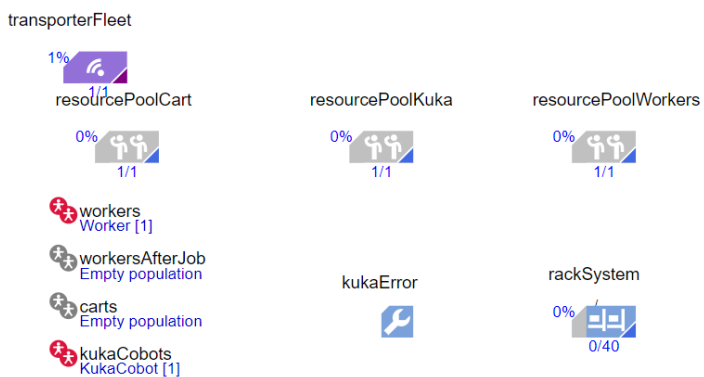 transporterFleet
1%
1/1
resourcePoolCart
resourcePoolKuka
resourcePoolWorkers
0%
0%
0%
1/1
1/1
1/1
workers
Worker [1]
workersAfterJob
Empty population
kukaError
rackSystem
carts
Empty population
0%
0/40
kukaCobots
KukaCobot [1]